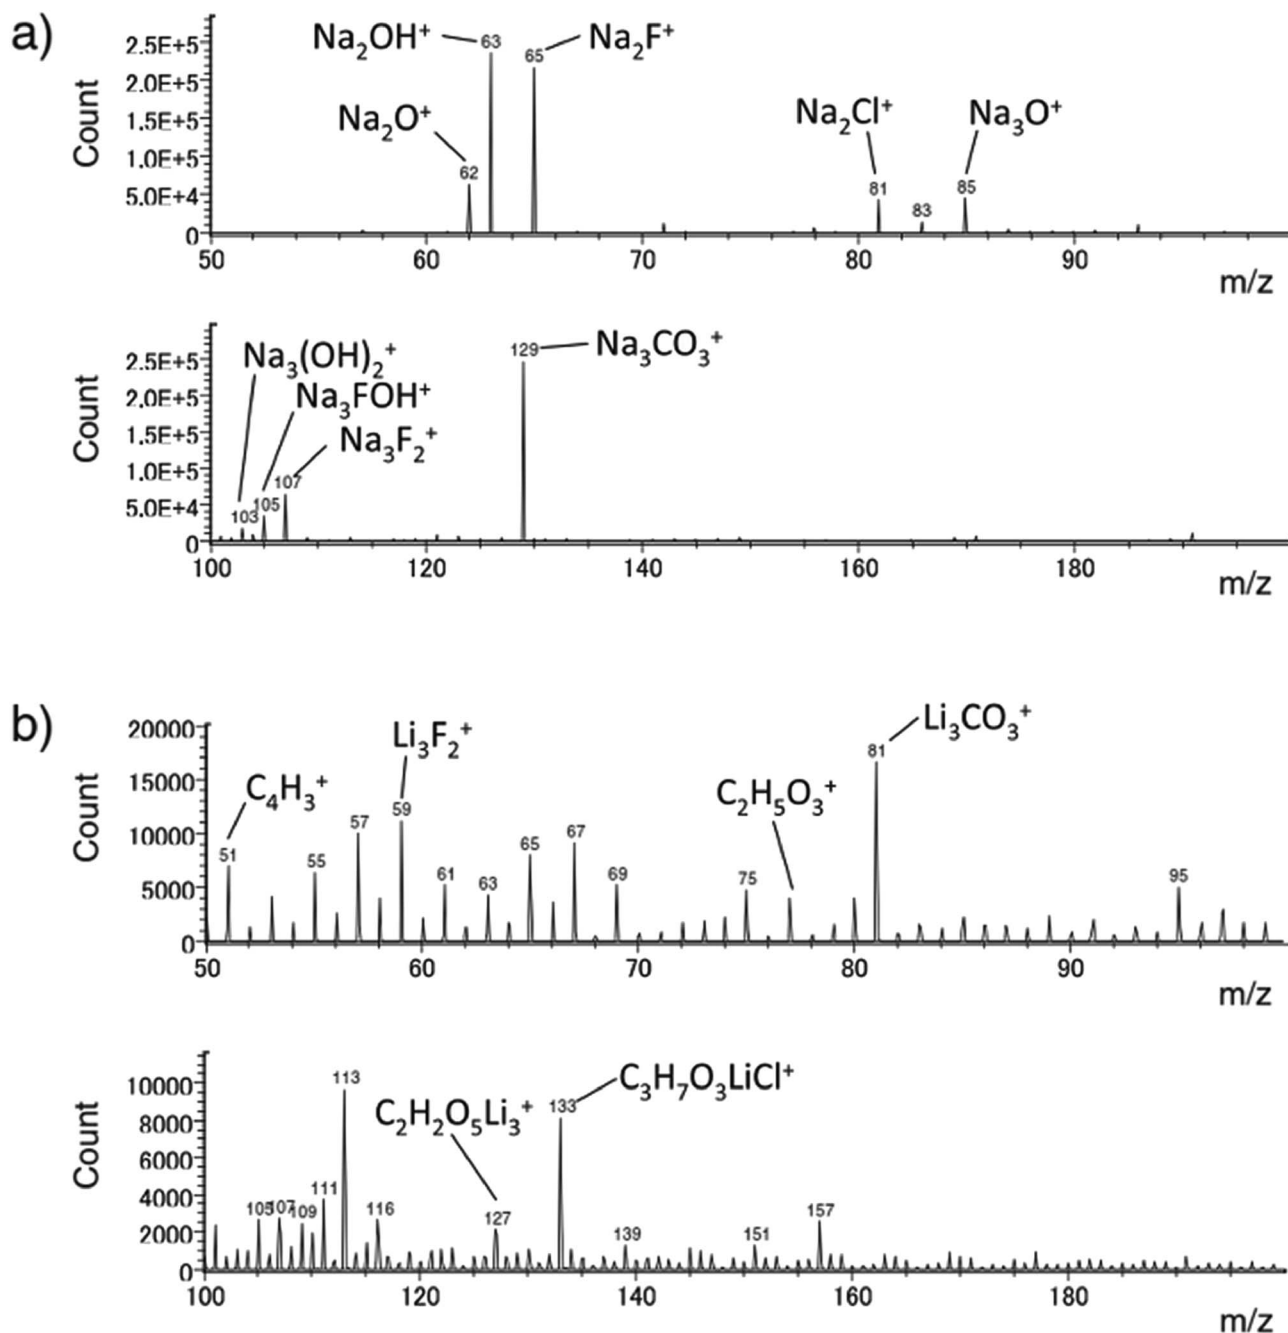 a)
Count
2.5E+5
2.0E+5
1.5E+5
1.0E+5
5.0E+4
0
Na₂OH⁺
63
Na₂F⁺
65
Na₂O⁺
62
Na₂Cl⁺
81
83
Na₃O⁺
85
50 60 70 80 90
m/z
Count
2.5E+5
2.0E+5
1.5E+5
1.0E+5
5.0E+4
0
Na₃(OH)₂⁺
Na₃FOH⁺
Na₃F₂⁺
103
105
107
129
Na₃CO₃⁺
100 120 140 160 180
m/z
b)
Count
20000
15000
10000
5000
0
C₄H₃⁺
51
55
57
Li₃F₂⁺
59
61
63
65
67
69
75
C₂H₅O₃⁺
81
Li₃CO₃⁺
95
50 60 70 80 90
m/z
Count
10000
8000
6000
4000
2000
0
105
107
109
111
113
116
C₂H₂O₅Li₃⁺
127
133
C₃H₇O₃LiCl⁺
139
151
157
100 120 140 160 180
m/z